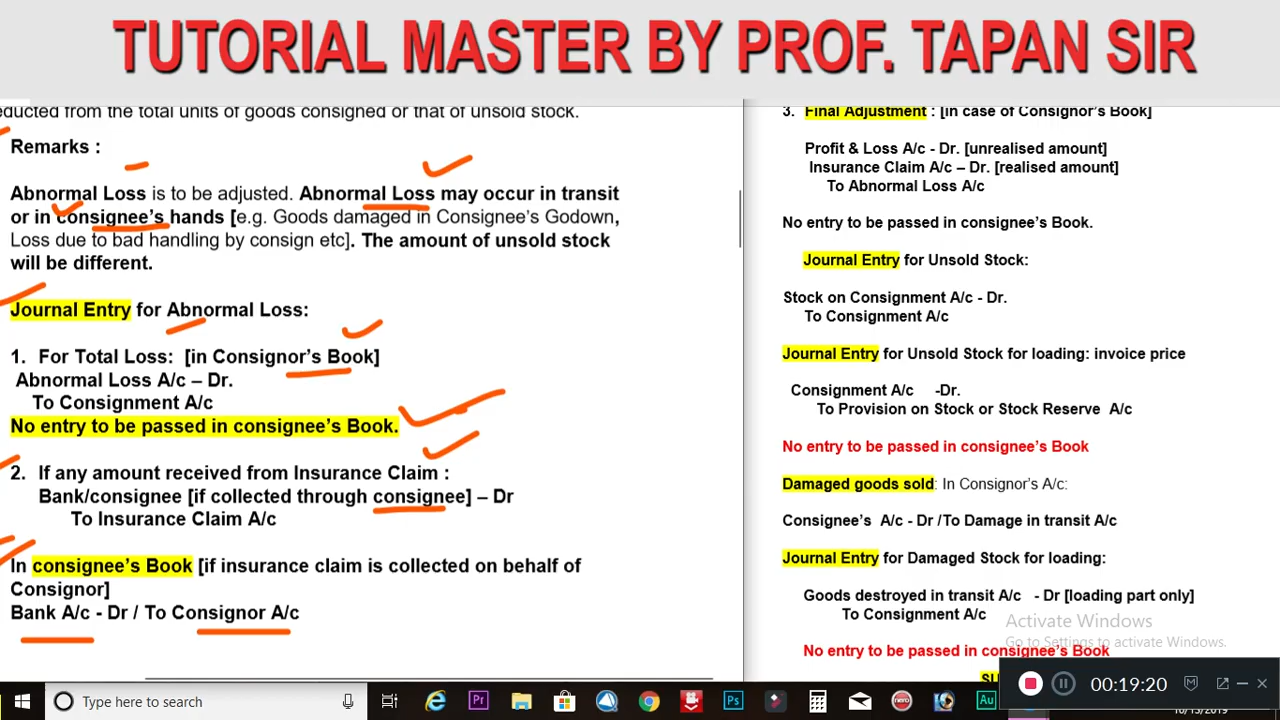 TUTORIAL MASTER BY PROF. TAPAN SIR
educted from the total units of goods consigned or that of unsold stock.
Remarks :
Abnormal Loss is to be adjusted. Abnormal Loss may occur in transit
or in consignee's hands [e.g. Goods damaged in Consignee's Godown,
Loss due to bad handling by consign etc]. The amount of unsold stock
will be different.
Journal Entry for Abnormal Loss:
1. For Total Loss: [in Consignor's Book]
Abnormal Loss A/c – Dr.
To Consignment A/c
No entry to be passed in consignee's Book.
2. If any amount received from Insurance Claim :
Bank/consignee [if collected through consignee] – Dr
To Insurance Claim A/c
In consignee's Book [if insurance claim is collected on behalf of
Consignor]
Bank A/c - Dr / To Consignor A/c
3. Final Adjustment : [in case of Consignor's Book]
Profit & Loss A/c - Dr. [unrealised amount]
Insurance Claim A/c – Dr. [realised amount]
To Abnormal Loss A/c
No entry to be passed in consignee's Book.
Journal Entry for Unsold Stock:
Stock on Consignment A/c - Dr.
To Consignment A/c
Journal Entry for Unsold Stock for loading: invoice price
Consignment A/c -Dr.
To Provision on Stock or Stock Reserve A/c
No entry to be passed in consignee's Book
Damaged goods sold: In Consignor's A/c:
Consignee's A/c - Dr /To Damage in transit A/c
Journal Entry for Damaged Stock for loading:
Goods destroyed in transit A/c - Dr [loading part only]
To Consignment A/c
No entry to be passed in consignee's Book
Activate Windows
Go to Settings to activate Windows.
00:19:20
Type here to search
Pr
Ps
nero
Au
10/13/2019